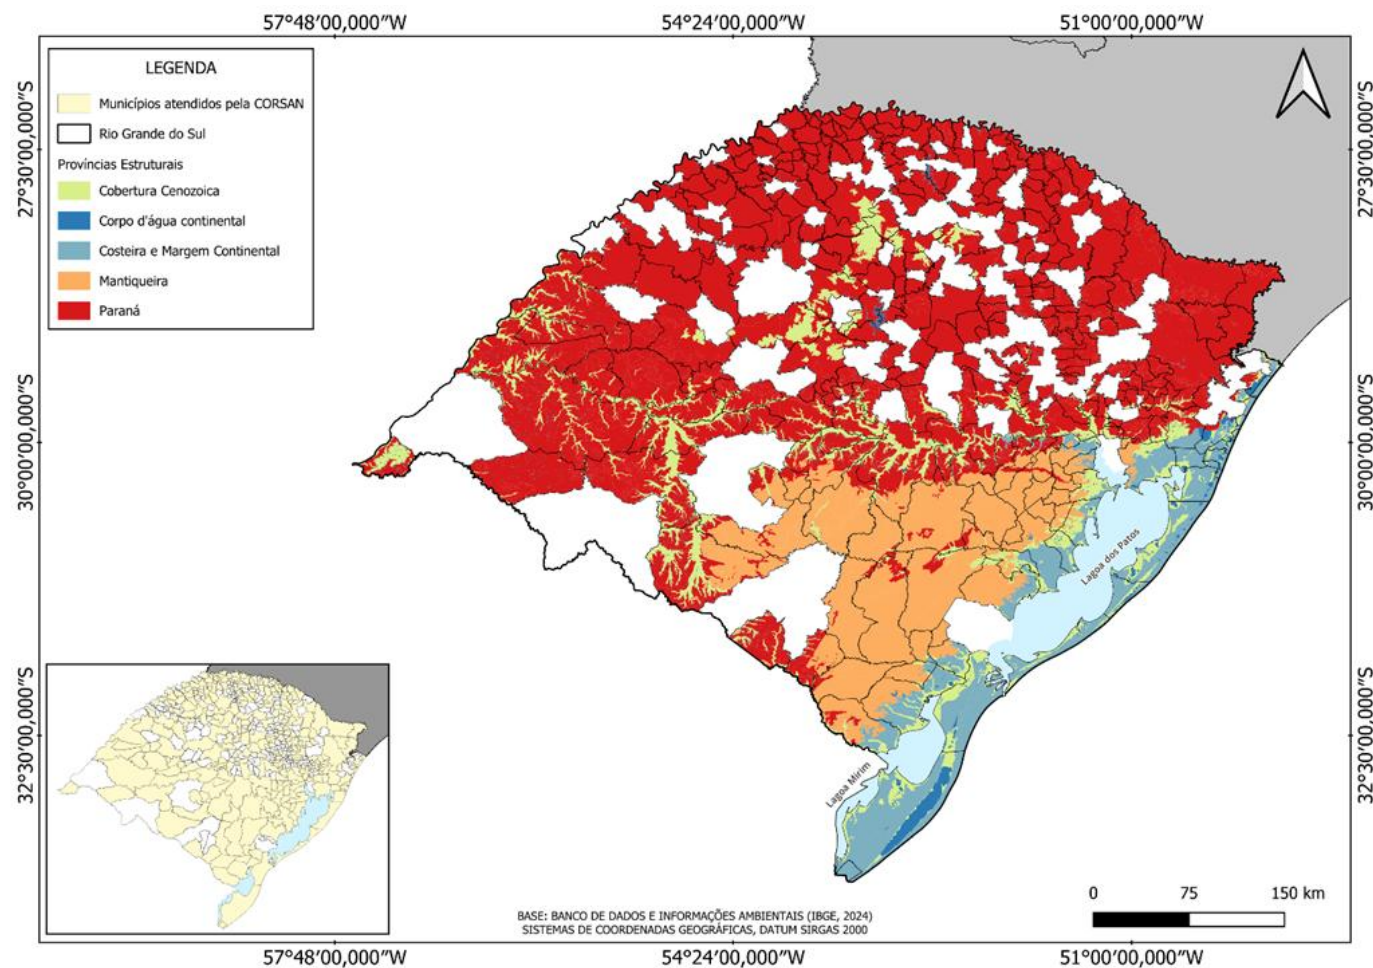 57°48'00,000"W
54°24'00,000"W
51°00'00,000"W
LEGENDA
Municípios atendidos pela CORSAN
Rio Grande do Sul
Províncias Estruturais
Cobertura Cenozoica
Corpo d'água continental
Costeira e Margem Continental
Mantiqueira
Paraná
27°30'00,000"S
27°30'00,000"S
30°00'00,000"S
30°00'00,000"S
Lagoa dos Patos
32°30'00,000"S
32°30'00,000"S
Lagoa Mirim
0 75 150 km
BASE: BANCO DE DADOS E INFORMAÇÕES AMBIENTAIS (IBGE, 2024)
SISTEMAS DE COORDENADAS GEOGRÁFICAS, DATUM SIRGAS 2000
57°48'00,000"W
54°24'00,000"W
51°00'00,000"W